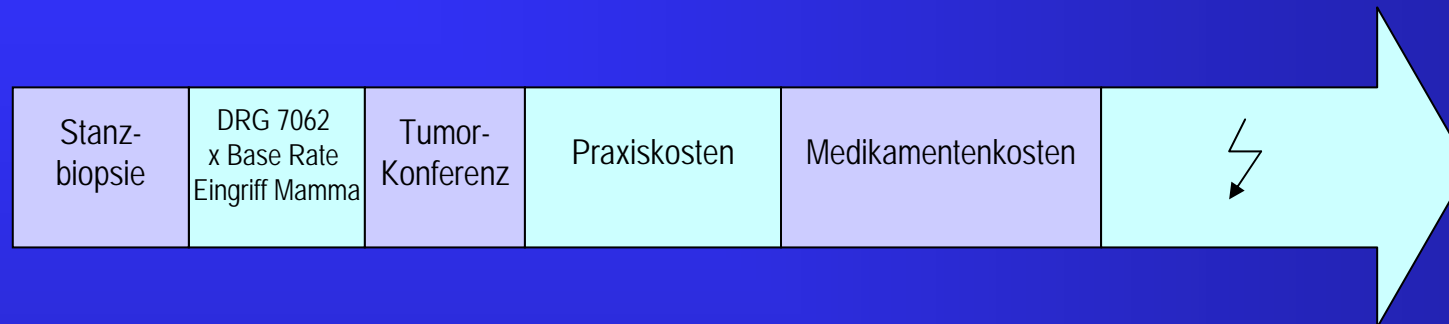 Stanz-
biopsie
DRG 7062
x Base Rate
Eingriff Mamma
Tumor-
Konferenz
Praxiskosten
Medikamentenkosten